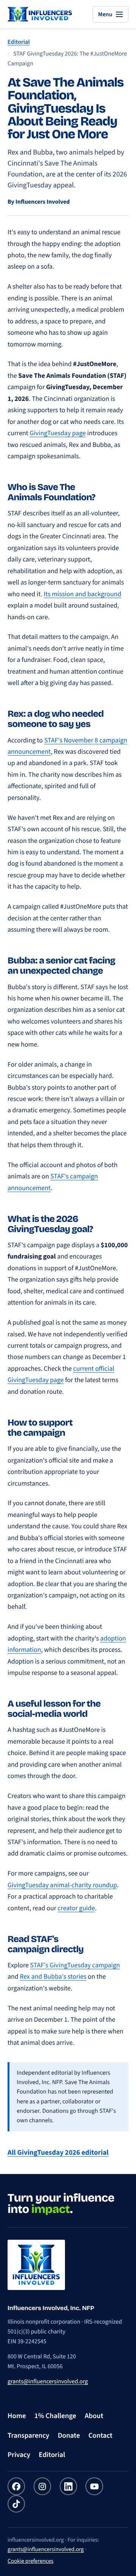 INFLUENCERS
INVOLVED
Menu
Editorial
STAF GivingTuesday 2026: The #JustOneMore
Campaign
At Save The Animals
Foundation,
GivingTuesday Is
About Being Ready
for Just One More
Rex and Bubba, two animals helped by
Cincinnati's Save The Animals
Foundation, are at the center of its 2026
GivingTuesday appeal.
By Influencers Involved
It's easy to understand an animal rescue
through the happy ending: the adoption
photo, the new family, the dog finally
asleep on a sofa.
A shelter also has to be ready before that
ending is possible. There is an animal
arriving unexpectedly, a medical problem
to address, a space to prepare, and
someone who has to show up again
tomorrow morning.
That is the idea behind #JustOneMore,
the Save The Animals Foundation (STAF)
campaign for GivingTuesday, December
1, 2026. The Cincinnati organization is
asking supporters to help it remain ready
for another dog or cat who needs care. Its
current GivingTuesday page introduces
two rescued animals, Rex and Bubba, as
campaign companions.
Who is Save The
Animals Foundation?
STAF describes itself as an all-volunteer,
no-kill sanctuary and rescue for cats and
dogs in the Greater Cincinnati area. The
organization says its volunteers provide
daily care, veterinary support,
rehabilitation and help with adoption, as
well as longer-term sanctuary for animals
who need it. Its mission and background
explain a model built around sustained,
hands-on care.
That detail matters to the campaign. An
animal's needs don't arrive neatly in time
for a fundraiser. Food, clean space,
treatment and human attention continue
well after a big giving day has passed.
Rex: a dog who needed
someone to say yes
According to STAF's November 8 campaign
announcement, Rex was discovered tied
up and abandoned in a park. STAF took
him in. The charity now describes him as
affectionate, spirited and full of
personality.
We haven't met Rex and are relying on
STAF's own account of his rescue. Still, the
reason the organization chose his story
for a readiness campaign is clear: when a
dog is found abandoned, the moment a
rescue group must make a decision may
arrive before a wider public donor drive
has built the capacity to help.
A campaign called #JustOneMore puts that
decision at the center rather than
assuming there will always be room.
Bubba: a senior cat facing
an unexpected change
Bubba's story is different. STAF says he lost
his human home when his guardian died. The
organization describes him as a senior cat
who welcomes understanding and shares his
space with other cats while he waits for a
new home.
For older animals, a change in
circumstances can be especially hard.
Bubba's story points to another part of
rescue work: there isn't always a villain or
a dramatic emergency. Sometimes people
and pets simply run out of time together,
and a shelter becomes the place
that helps them through it.
The official account and photos of both
animals are on STAF's campaign
announcement.
What is the 2026
GivingTuesday goal?
STAF's campaign page displays a $100,000
fundraising goal and encourages
donations in support of #JustOneMore.
The organization says gifts help provide
food, shelter, medical care and continued
attention for animals in its care.
A published goal is not the same as money
already raised. We have not independently verified
current totals or campaign progress, and
those numbers may change as December 1
approaches. Check the current official
GivingTuesday page for the latest terms
and donation route.
How to support
the campaign
If you are able to help financially, use the
organization's official site and make a
contribution that is appropriate to your
circumstances.
If you cannot donate, there are still
meaningful ways to help people
understand the cause. You could share Rex
and Bubba's official stories with someone
who cares about rescue, or introduce STAF
to a friend in the Cincinnati area who
might want to learn about volunteering or
adoption. Be clear that you are sharing the
organization's campaign, not acting on its
behalf.
And if you've been thinking about
adopting, start with the charity's adoption
information, which describes its process.
Adoption is a serious commitment, not an
impulse response to a seasonal appeal.
A useful lesson for the
social-media world
A hashtag such as #JustOneMore is
memorable because it points to a real
choice. Behind it are people making space
and carrying care when another animal
comes through the door.
Creators who want to share this campaign
have a good place to begin: read the
original stories, think about the work they
represent, and help their audience get to
STAF's information. There is no need to
add dramatic claims or promise outcomes.
For more campaigns, see our
GivingTuesday animal-charity roundup.
For a practical approach to charity
content, read our creator guide.
Read STAF's
campaign directly
Explore STAF's GivingTuesday campaign
and Rex and Bubba's stories on the
organization's website.
The next animal needing help may not
arrive on December 1. The point of the
appeal is to make sure help is there when
that animal does arrive.
Independent editorial by Influencers
Involved, Inc. NFP. Save The Animals
Foundation has not been represented
here as a partner, collaborator or
endorser. Donations go through STAF's
own channels.
All GivingTuesday 2026 editorial
Turn your influence
into impact.
INFLUENCERS
INVOLVED
Influencers Involved, Inc. NFP
Illinois nonprofit corporation · IRS-recognized
501(c)(3) public charity
EIN 39-2242545
800 W Central Rd, Suite 120
Mt. Prospect, IL 60056
grants@influencersinvolved.org
Home 1% Challenge About
Transparency Donate Contact
Privacy Editorial
influencersinvolved.org · For inquiries:
grants@influencersinvolved.org
Cookie preferences